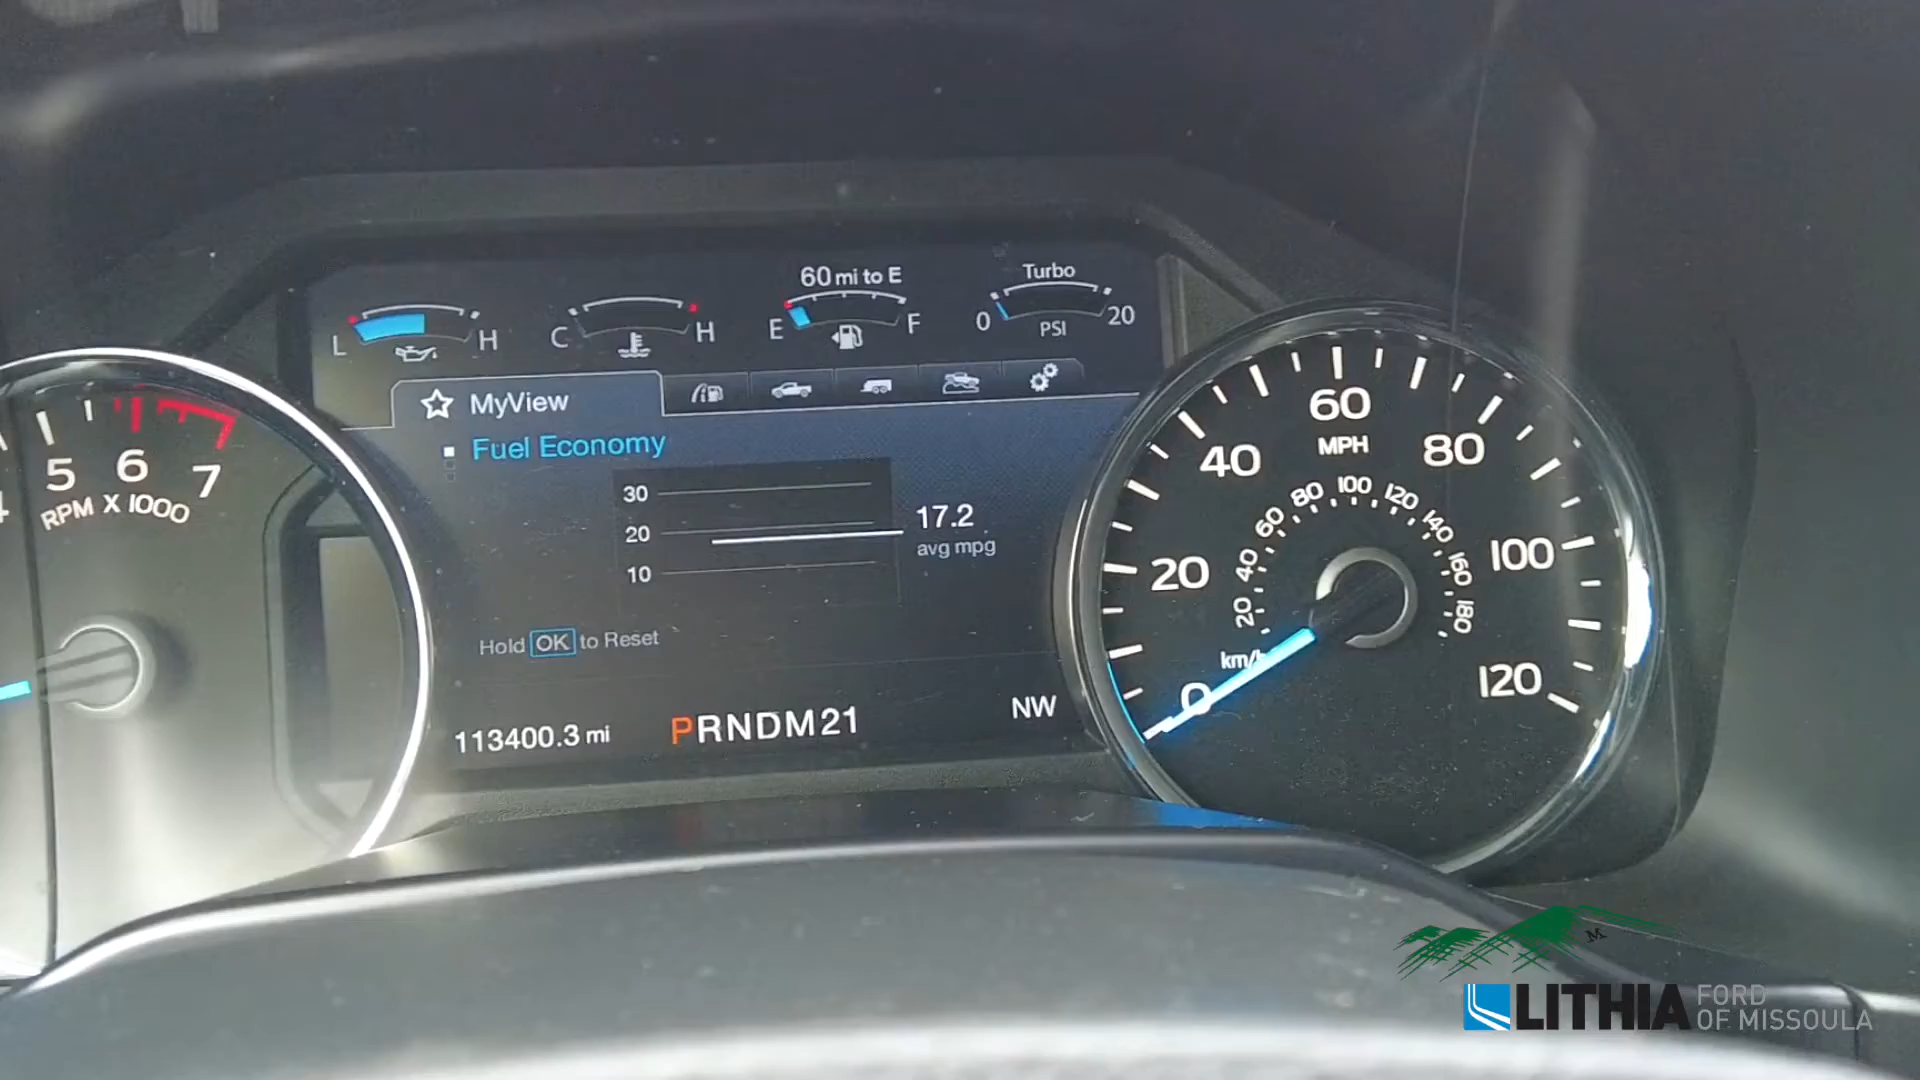 60 mi to E
Turbo
L H
C H
E F
0 20
PSI
MyView
Fuel Economy
30
20
10
17.2
avg mpg
Hold OK to Reset
113400.3 mi
PRNDM21
NW
4 5 6 7
RPM X 1000
0 20 40 60 80 100 120
MPH
20 40 60 80 100 120 140 160 180
km/h
M
LITHIA FORD
OF MISSOULA